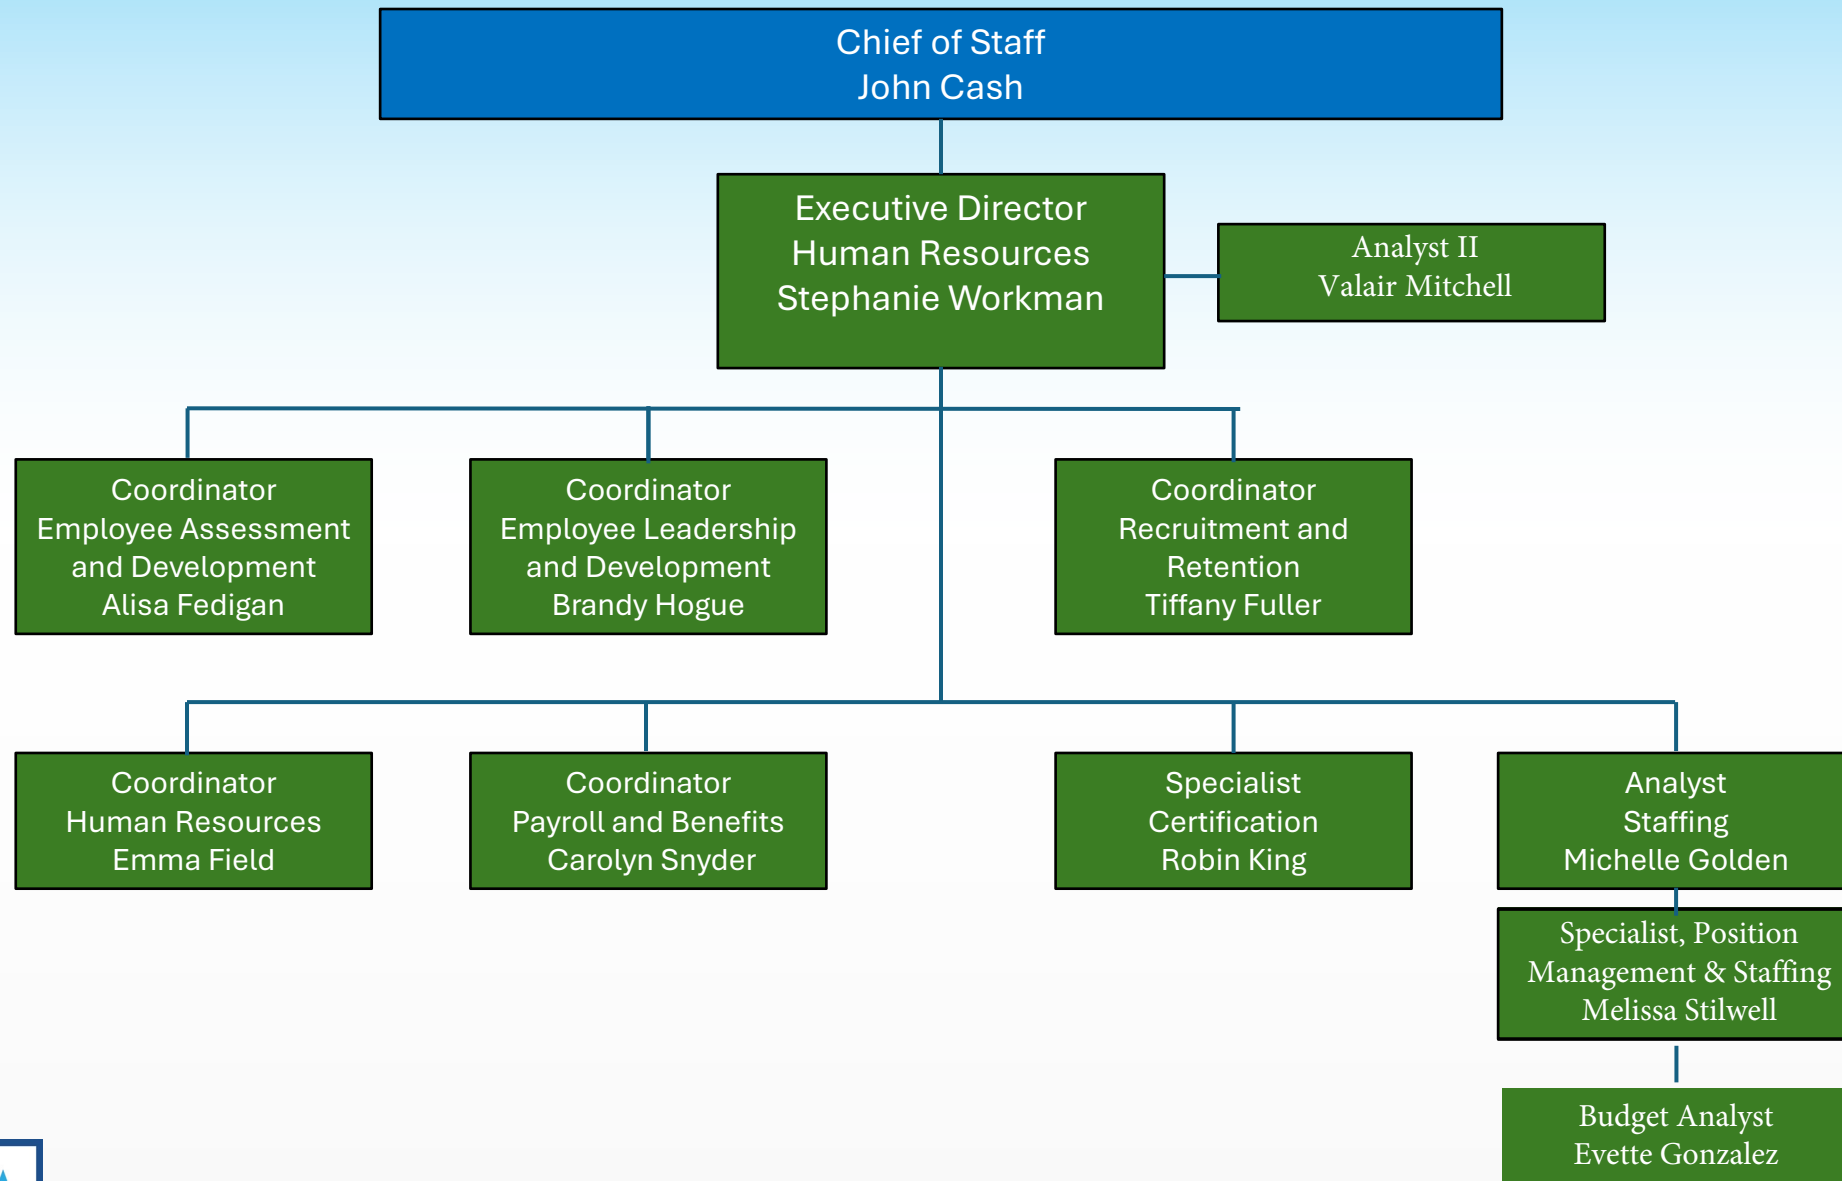 Chief of Staff
John Cash
Executive Director
Human Resources
Stephanie Workman
Analyst II
Valair Mitchell
Coordinator
Employee Assessment
and Development
Alisa Fedigan
Coordinator
Employee Leadership
and Development
Brandy Hogue
Coordinator
Recruitment and
Retention
Tiffany Fuller
Coordinator
Human Resources
Emma Field
Coordinator
Payroll and Benefits
Carolyn Snyder
Specialist
Certification
Robin King
Analyst
Staffing
Michelle Golden
Specialist, Position
Management & Staffing
Melissa Stilwell
Budget Analyst
Evette Gonzalez